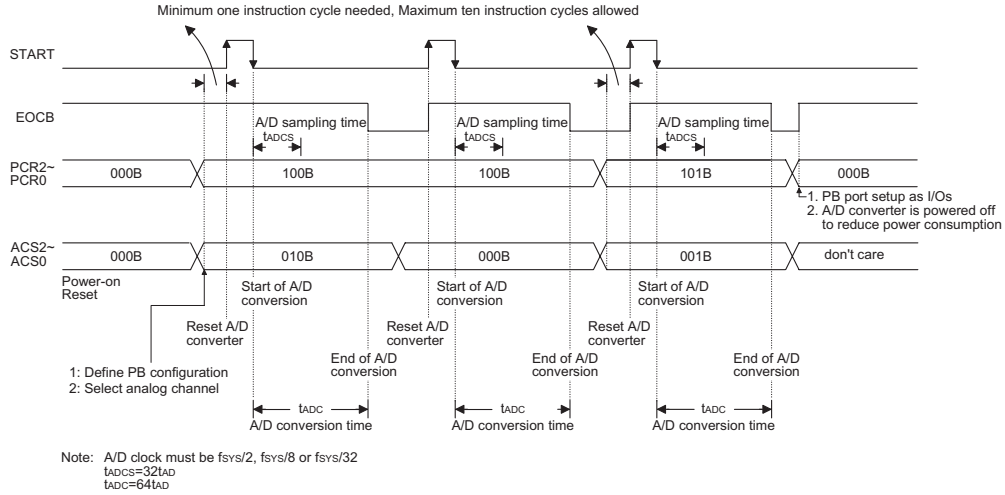 Minimum one instruction cycle needed, Maximum ten instruction cycles allowed
START
EOCB
A/D sampling time
tADCS
A/D sampling time
tADCS
A/D sampling time
tADCS
PCR2~
PCR0
000B
100B
100B
101B
000B
1. PB port setup as I/Os
2. A/D converter is powered off
to reduce power consumption
ACS2~
ACS0
000B
010B
000B
001B
don't care
Power-on
Reset
Start of A/D
conversion
Start of A/D
conversion
Start of A/D
conversion
Reset A/D
converter
Reset A/D
converter
Reset A/D
converter
End of A/D
conversion
End of A/D
conversion
End of A/D
conversion
1: Define PB configuration
2: Select analog channel
tADC
A/D conversion time
tADC
A/D conversion time
tADC
A/D conversion time
Note: A/D clock must be fSYS/2, fSYS/8 or fSYS/32
tADCS=32tAD
tADC=64tAD